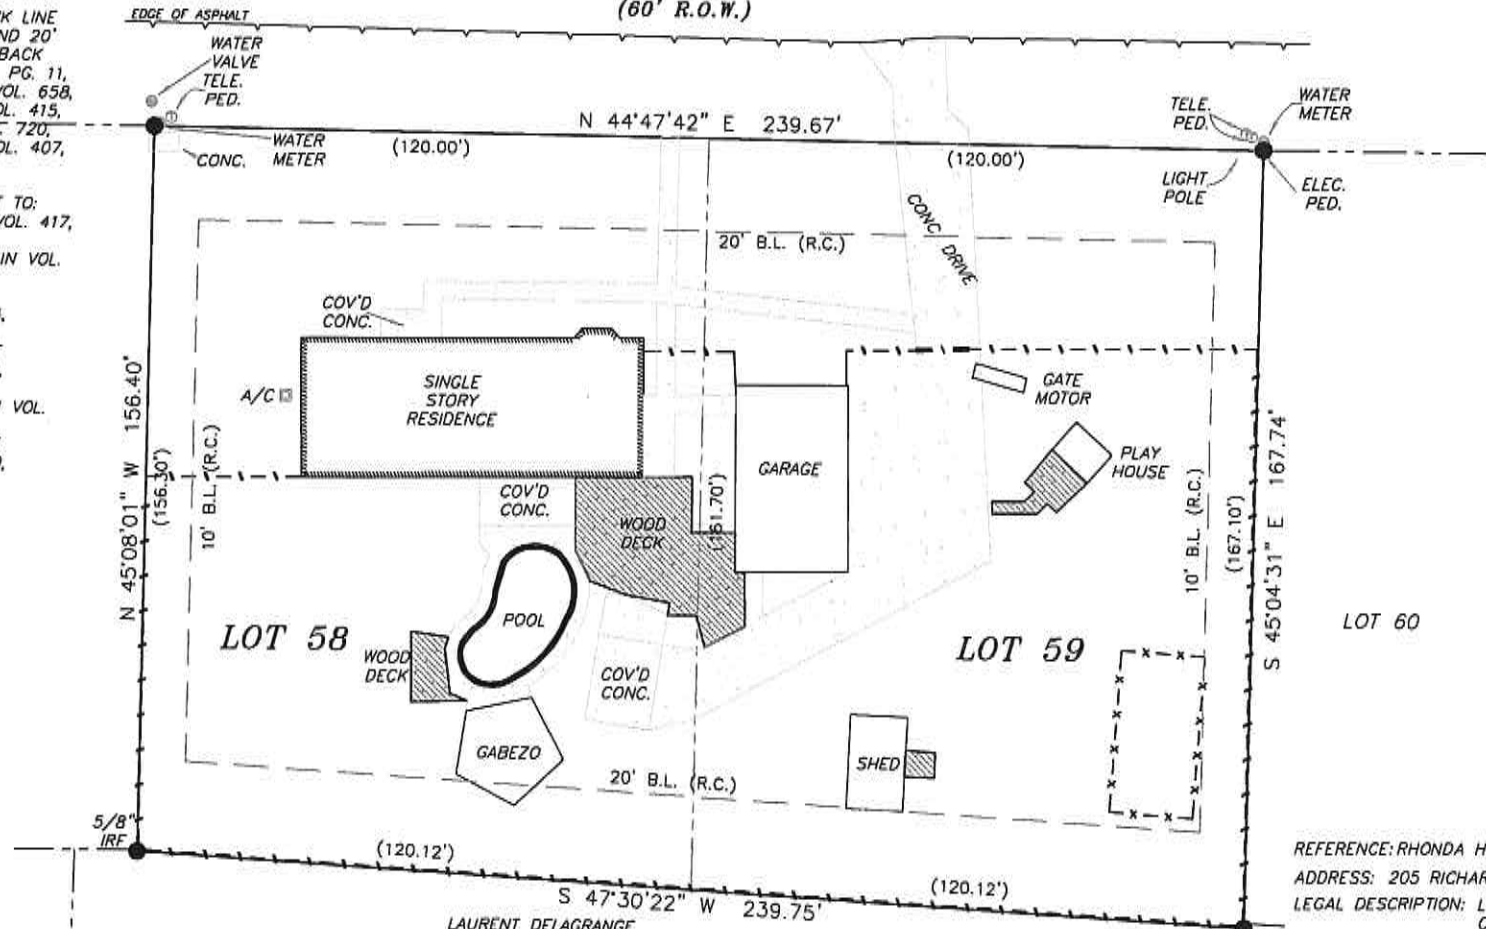 K LINE
ND 20'
BACK
PG. 11,
VOL. 658,
OL. 415,
720,
OL. 407,
T TO:
VOL. 417,
IN VOL.
VOL.
EDGE OF ASPHALT
(60' R.O.W.)
WATER
VALVE
TELE.
PED.
WATER
METER
CONC.
N 44°47'42" E 239.67'
(120.00')
(120.00')
TELE.
PED.
WATER
METER
LIGHT
POLE
ELEC.
PED.
20' B.L. (R.C.)
CONC. DRIVE
COV'D
CONC.
A/C
SINGLE
STORY
RESIDENCE
GARAGE
GATE
MOTOR
PLAY
HOUSE
N 45°08'01" W 156.40'
(156.30')
10' B.L. (R.C.)
COV'D
CONC.
WOOD
DECK
(161.70')
10' B.L. (R.C.)
(167.10')
S 45°04'31" E 167.74'
POOL
LOT 58
WOOD
DECK
COV'D
CONC.
LOT 59
LOT 60
GABEZO
SHED
20' B.L. (R.C.)
5/8"
IRF
(120.12')
(120.12')
S 47°30'22" W 239.75'
LAURENT DELAGRANGE
REFERENCE: RHONDA H
ADDRESS: 205 RICHAR
LEGAL DESCRIPTION: L